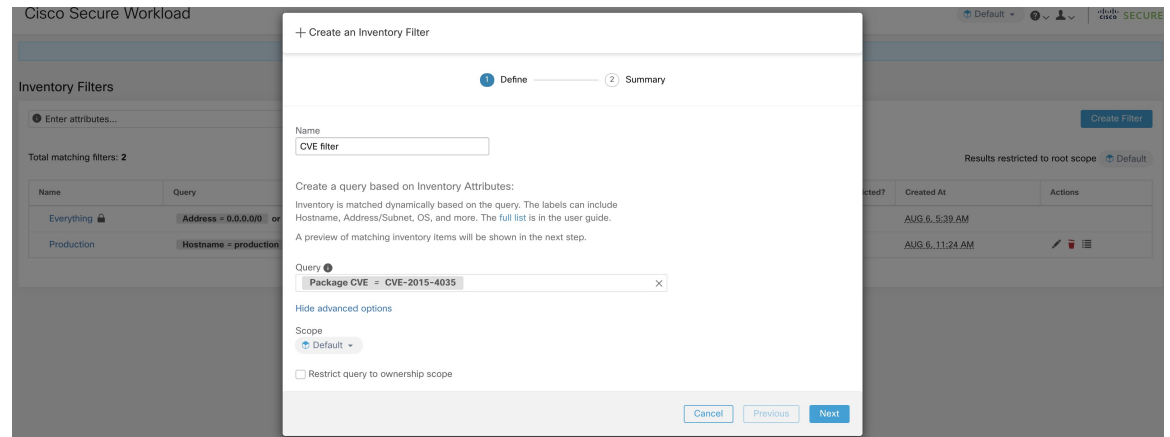 Cisco Secure Workload
Default
cisco SECURE
+ Create an Inventory Filter
1 Define 2 Summary
Inventory Filters
Enter attributes...
Create Filter
Total matching filters: 2
Results restricted to root scope Default
Name Query icted? Created At Actions
Everything Address = 0.0.0.0/0 or AUG 6, 5:39 AM
Production Hostname = production AUG 6, 11:24 AM
Name
CVE filter
Create a query based on Inventory Attributes:
Inventory is matched dynamically based on the query. The labels can include
Hostname, Address/Subnet, OS, and more. The full list is in the user guide.
A preview of matching inventory items will be shown in the next step.
Query
Package CVE = CVE-2015-4035
Hide advanced options
Scope
Default
Restrict query to ownership scope
Cancel Previous Next